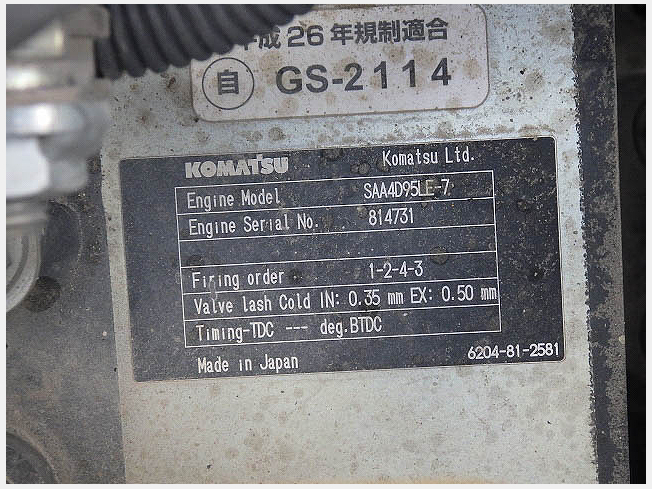 平成26年規制適合
自 GS-2114
KOMATSU Komatsu Ltd.
Engine Model SAA4D95LE-7
Engine Serial No. 814731
Firing order 1-2-4-3
Valve lash Cold IN: 0.35 mm EX: 0.50 mm
Timing-TDC --- deg.BTDC
Made in Japan 6204-81-2581